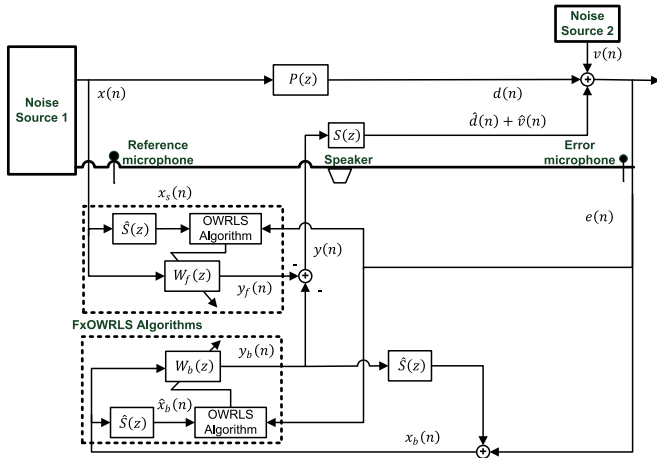 Noise
Source 2
v(n)
Noise
Source 1
x(n)
P(z)
d(n)
d̂(n) + v̂(n)
S(z)
Reference
microphone
Speaker
Error
microphone
x_s(n)
e(n)
Ŝ(z)
OWRLS
Algorithm
y(n)
W_f(z)
y_f(n)
-
-
FxOWRLS Algorithms
W_b(z)
y_b(n)
Ŝ(z)
x̂_b(n)
Ŝ(z)
OWRLS
Algorithm
x_b(n)